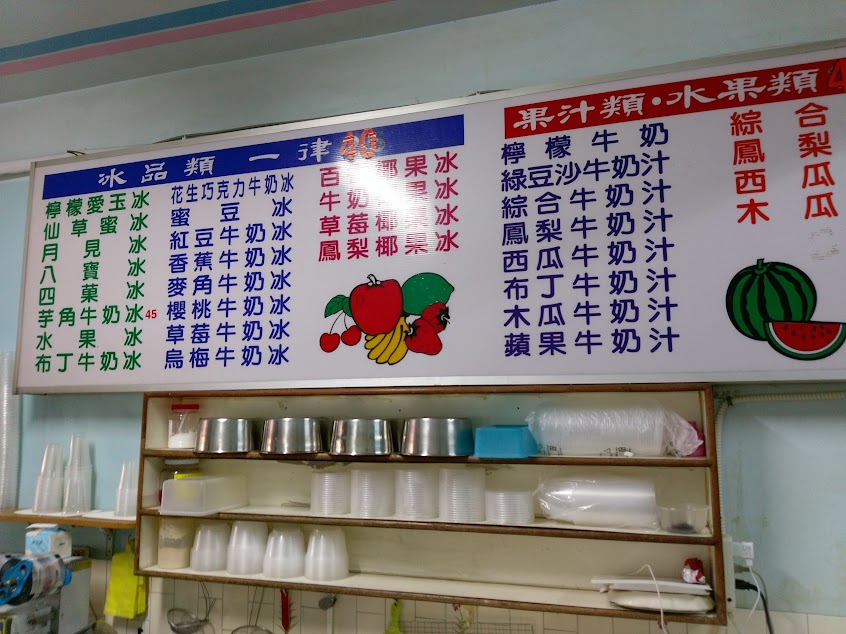 冰品類 一律40
檸檬愛玉冰
仙草蜜冰
月見冰
八寶冰
四菓冰
芋角牛奶冰45
水果冰
布丁牛奶冰
花生巧克力牛奶冰
蜜豆冰
紅豆牛奶冰
香蕉牛奶冰
麥角牛奶冰
櫻桃牛奶冰
草莓牛奶冰
烏梅牛奶冰
百 椰果冰
牛奶椰果冰
草莓椰果冰
鳳梨椰果冰
果汁類・水果類4
檸檬牛奶
綠豆沙牛奶汁
綜合牛奶汁
鳳梨牛奶汁
西瓜牛奶汁
布丁牛奶汁
木瓜牛奶汁
蘋果牛奶汁
綜合
鳳梨
西瓜
木瓜